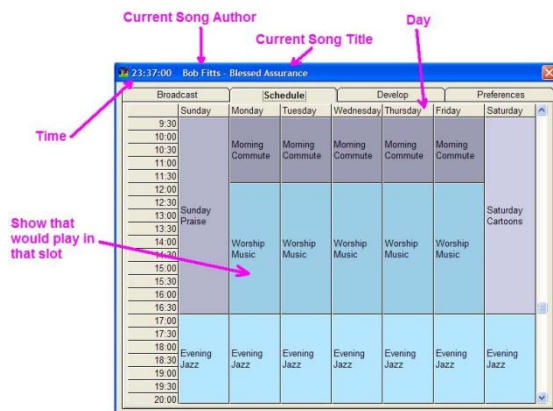 Current Song Author
Current Song Title
Day
23:37:00 Bob Fitts - Blessed Assurance
Broadcast Schedule Develop Preferences
Time
Sunday Monday Tuesday Wednesday Thursday Friday Saturday
9:30
10:00
10:30
11:00
11:30
Morning Commute
Morning Commute
Morning Commute
Morning Commute
Morning Commute
12:00
12:30
13:00
13:30
14:00
14:30
15:00
15:30
16:00
16:30
Sunday Praise
Worship Music
Worship Music
Worship Music
Worship Music
Worship Music
Saturday Cartoons
Show that
would play in
that slot
17:00
17:30
18:00
18:30
19:00
19:30
20:00
Evening Jazz
Evening Jazz
Evening Jazz
Evening Jazz
Evening Jazz
Evening Jazz
Evening Jazz